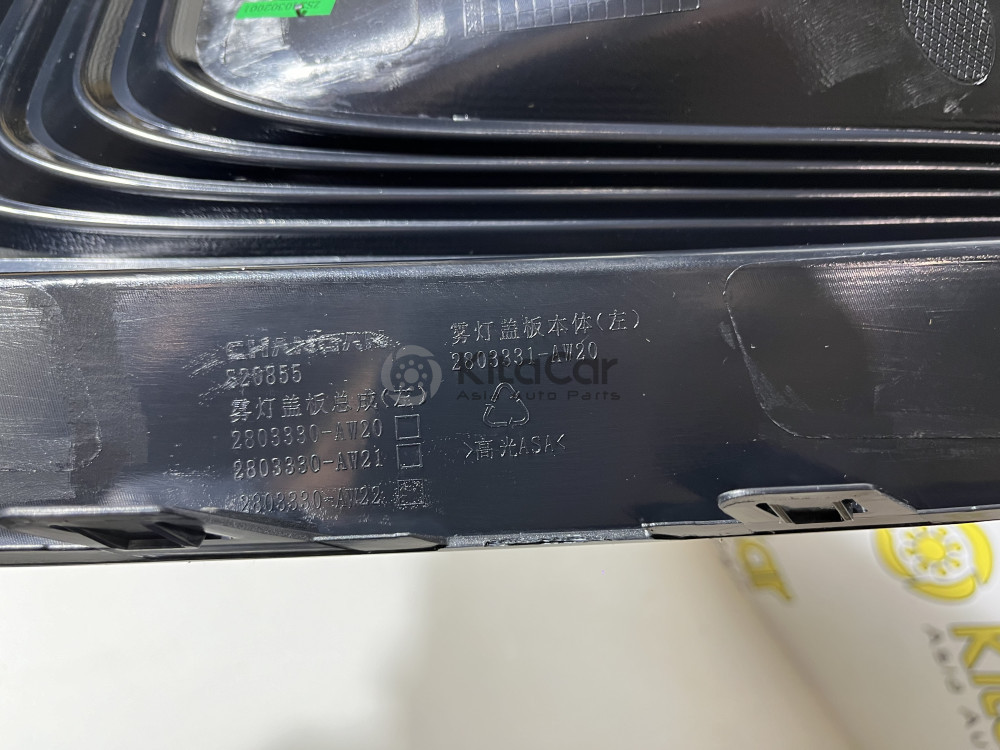 CHANGAN
S20855
雾灯盖板总成(左)
2803330-AW20
2803330-AW21
2803330-AW22
雾灯盖板本体(左)
2803331-AW20
>高光ASA<
KitaCar
Asia Auto Parts